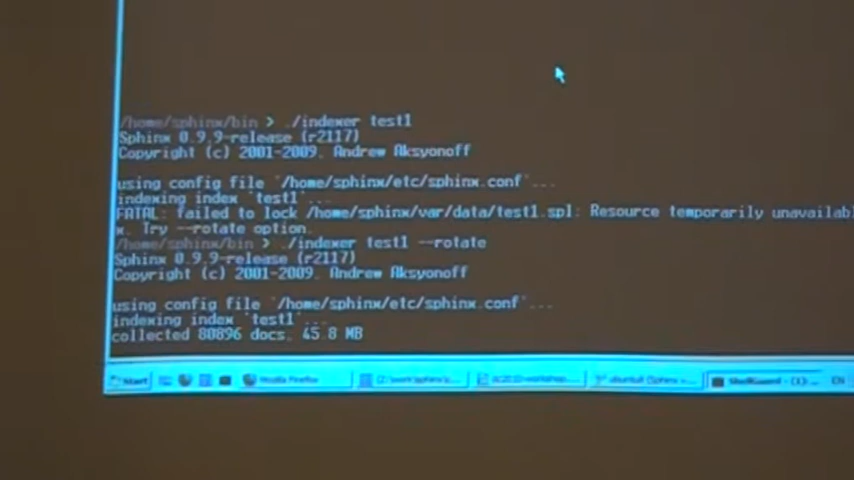 /home/sphinx/bin > ./indexer test1
Sphinx 0.9.9-release (r2117)
Copyright (c) 2001-2009, Andrew Aksyonoff
using config file '/home/sphinx/etc/sphinx.conf'...
indexing index 'test1'...
FATAL: failed to lock /home/sphinx/var/data/test1.spl: Resource temporarily unavailabl
. Try --rotate option.
/home/sphinx/bin > ./indexer test1 --rotate
Sphinx 0.9.9-release (r2117)
Copyright (c) 2001-2009, Andrew Aksyonoff
using config file '/home/sphinx/etc/sphinx.conf'...
indexing index 'test1'...
collected 80896 docs, 45.8 MB
Start Mozilla Firefox EN